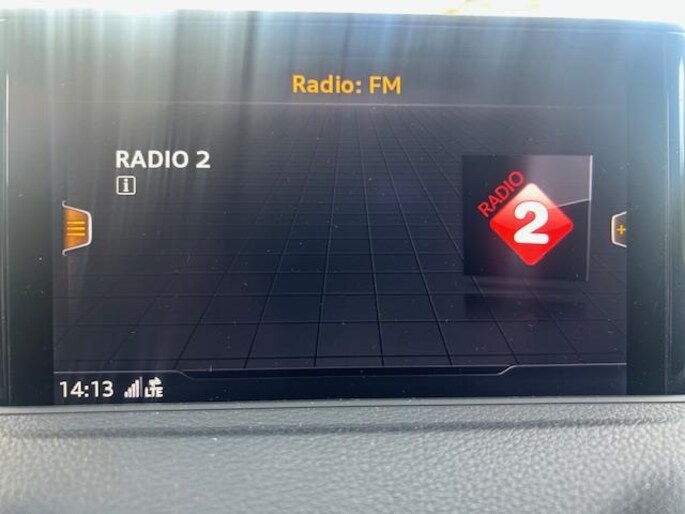 Radio: FM
RADIO 2
i
RADIO
2
+
14:13 LTE